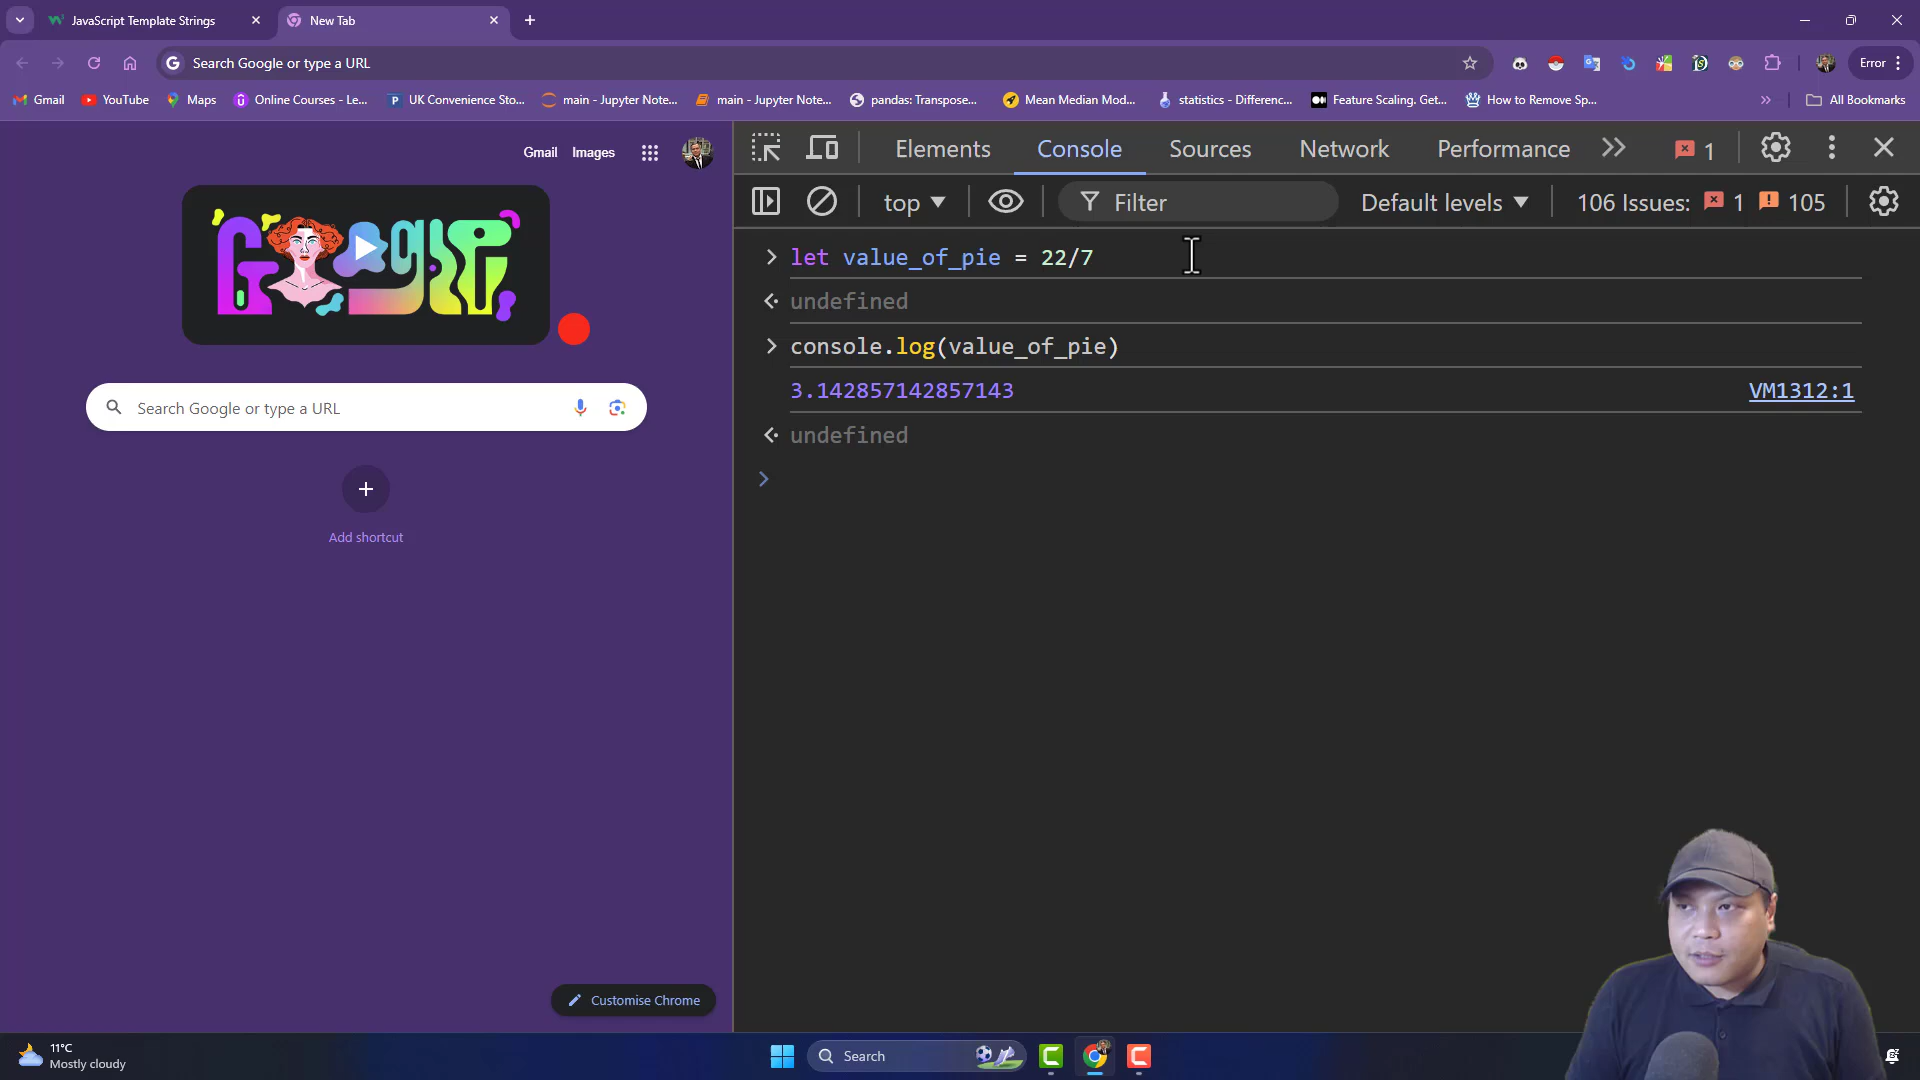 JavaScript Template Strings
New Tab
Search Google or type a URL
Error
Gmail
YouTube
Maps
Online Courses - Le...
UK Convenience Sto...
main - Jupyter Note...
main - Jupyter Note...
pandas: Transpose...
Mean Median Mod...
statistics - Differenc...
Feature Scaling. Get...
How to Remove Sp...
All Bookmarks
Gmail Images
Google
Search Google or type a URL
Add shortcut
Customise Chrome
Elements Console Sources Network Performance 1
top Filter Default levels 106 Issues: 1 105
let value_of_pie = 22/7
undefined
console.log(value_of_pie)
3.142857142857143 VM1312:1
undefined
11°C
Mostly cloudy
Search